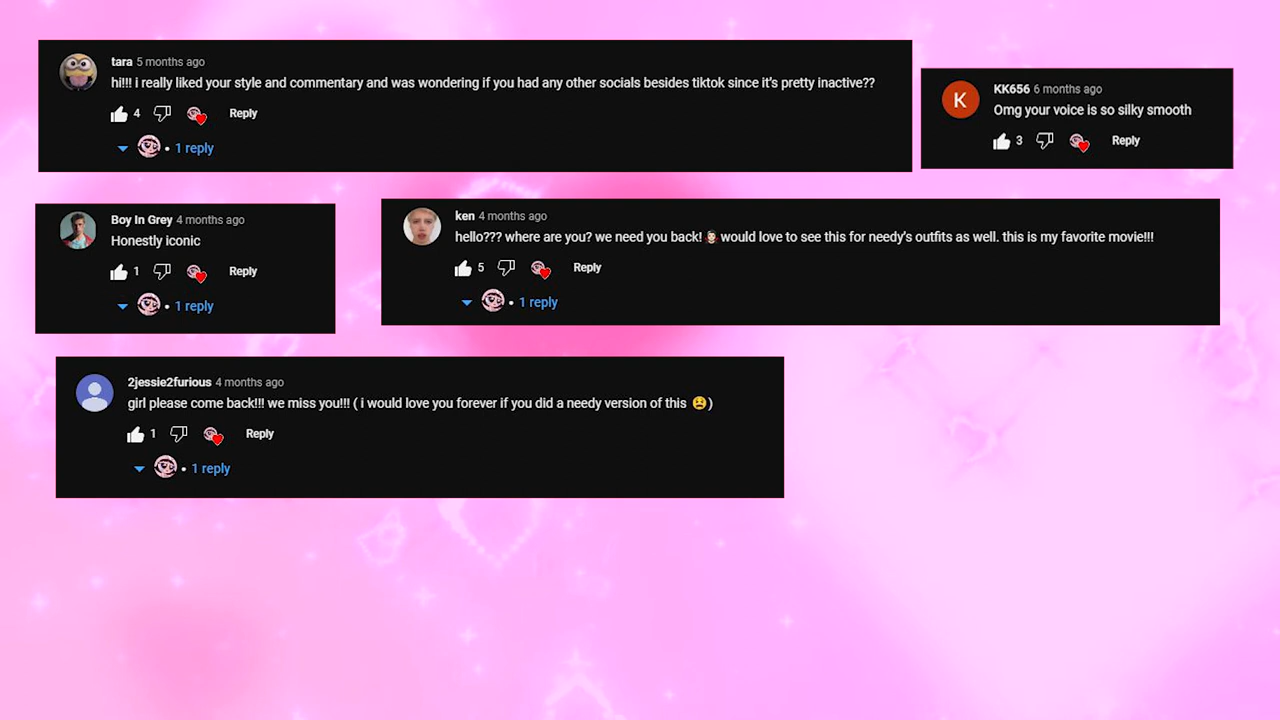 tara 5 months ago
hi!!! i really liked your style and commentary and was wondering if you had any other socials besides tiktok since it's pretty inactive??
4 Reply
• 1 reply
KK656 6 months ago
Omg your voice is so silky smooth
3 Reply
K
Boy In Grey 4 months ago
Honestly iconic
1 Reply
• 1 reply
ken 4 months ago
hello??? where are you? we need you back! 🧛🏻‍♀️ would love to see this for needy's outfits as well. this is my favorite movie!!!
5 Reply
• 1 reply
2jessie2furious 4 months ago
girl please come back!!! we miss you!!! ( i would love you forever if you did a needy version of this 😫 )
1 Reply
• 1 reply